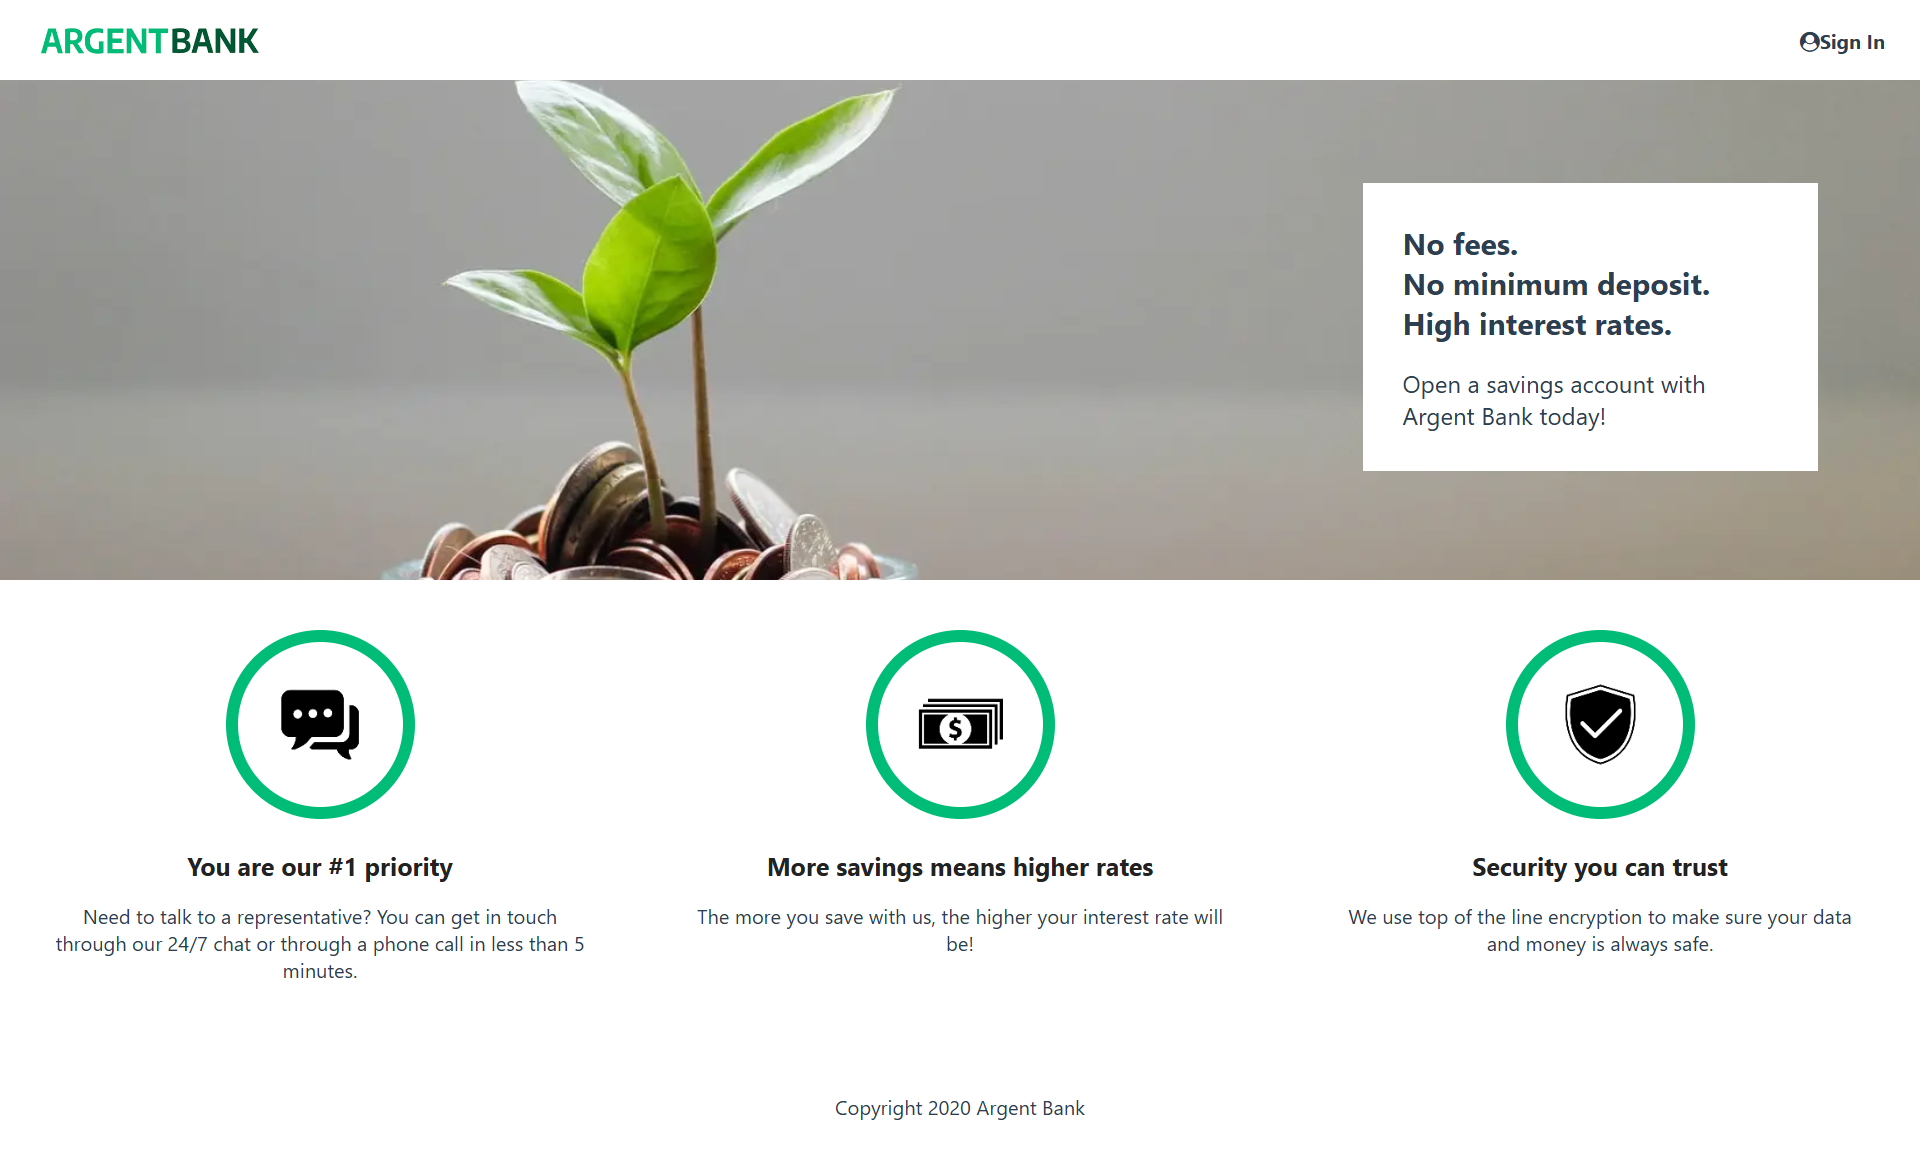 ARGENTBANK
Sign In
No fees.
No minimum deposit.
High interest rates.
Open a savings account with
Argent Bank today!
You are our #1 priority
Need to talk to a representative? You can get in touch
through our 24/7 chat or through a phone call in less than 5
minutes.
More savings means higher rates
The more you save with us, the higher your interest rate will
be!
Security you can trust
We use top of the line encryption to make sure your data
and money is always safe.
Copyright 2020 Argent Bank